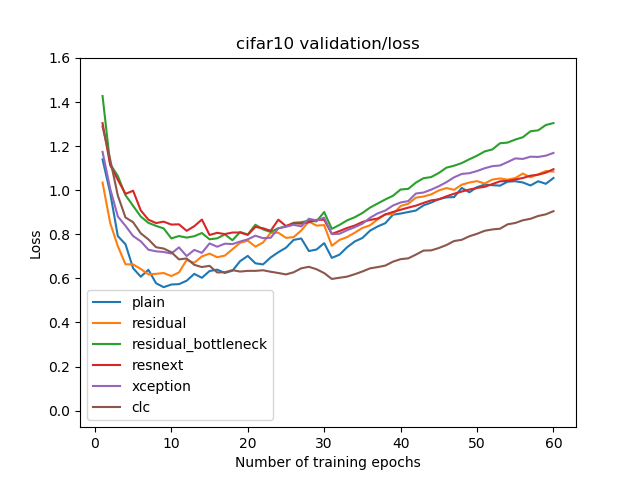 cifar10 validation/loss
1.6
1.4
1.2
1.0
0.8
0.6
0.4
0.2
0.0
Loss
plain
residual
residual_bottleneck
resnext
xception
clc
0 10 20 30 40 50 60
Number of training epochs